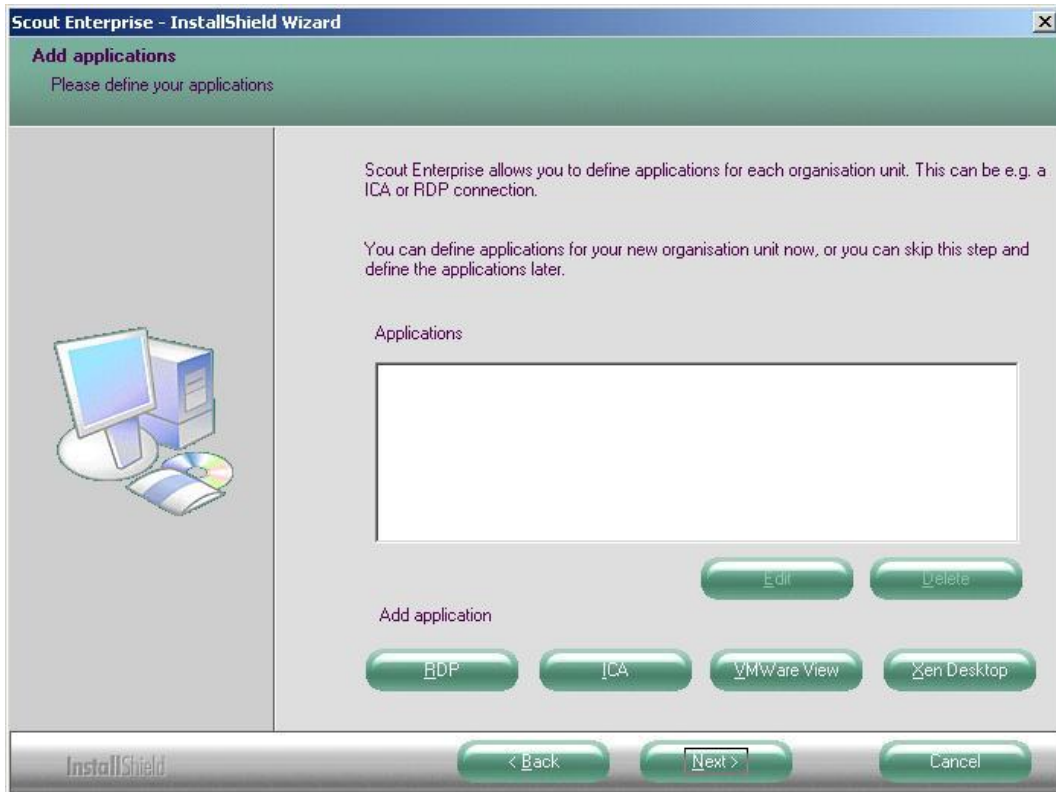 Scout Enterprise - InstallShield Wizard
Add applications
Please define your applications
Scout Enterprise allows you to define applications for each organisation unit. This can be e.g. a
ICA or RDP connection.
You can define applications for your new organisation unit now, or you can skip this step and
define the applications later.
Applications
Edit Delete
Add application
RDP ICA VMWare View Xen Desktop
InstallShield < Back Next > Cancel